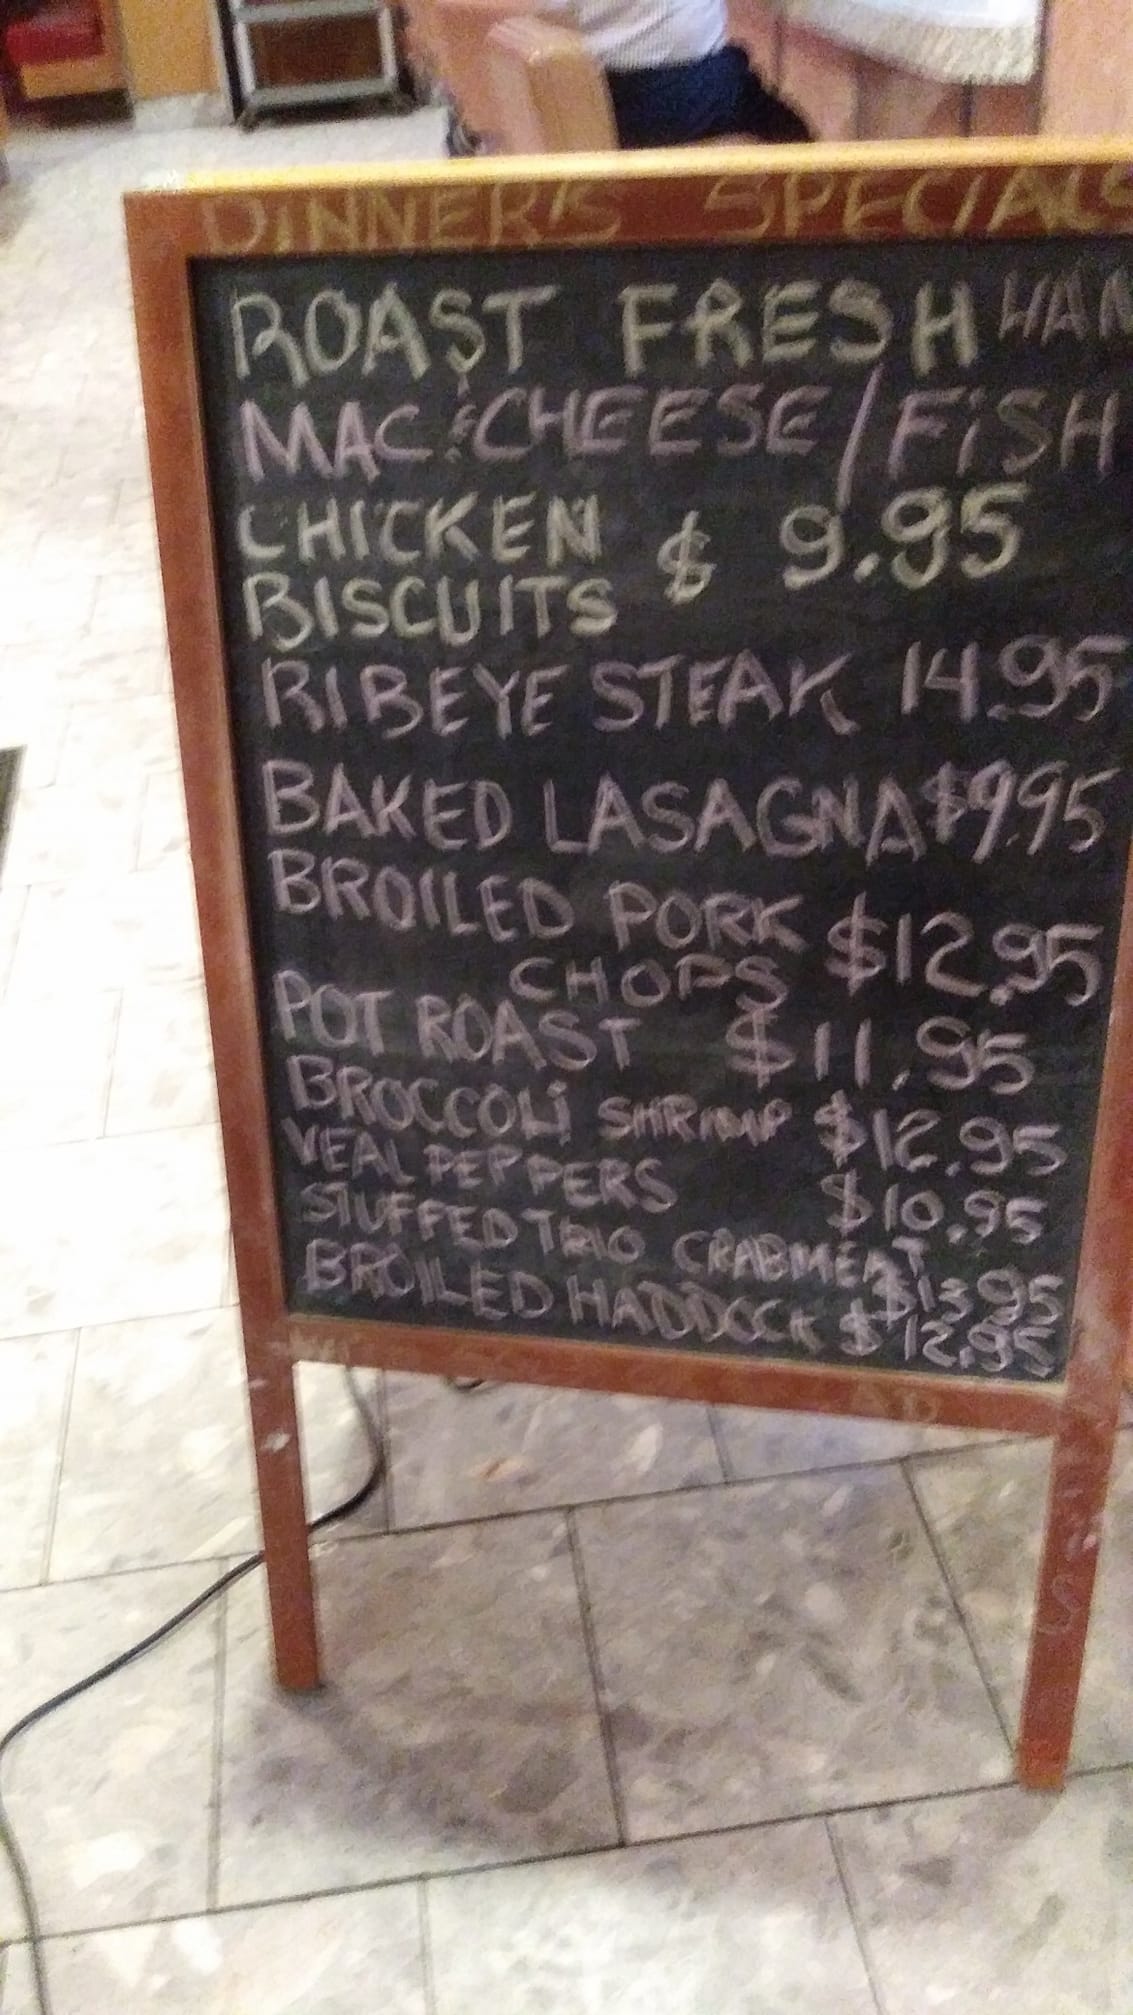 DINNER'S SPECIALS
ROAST FRESH HAM
MAC & CHEESE / FiSH
CHICKEN $ 9.95
BISCUITS
RIBEYE STEAK 14.95
BAKED LASAGNA $9.95
BROILED PORK $12.95
CHOPS
POT ROAST $11.95
BROCCOLi SHRIMP $12.95
VEAL PEPPERS $10.95
STUFFED TRIO CRABMEAT
$13.95
BROILED HADDOCK $12.95